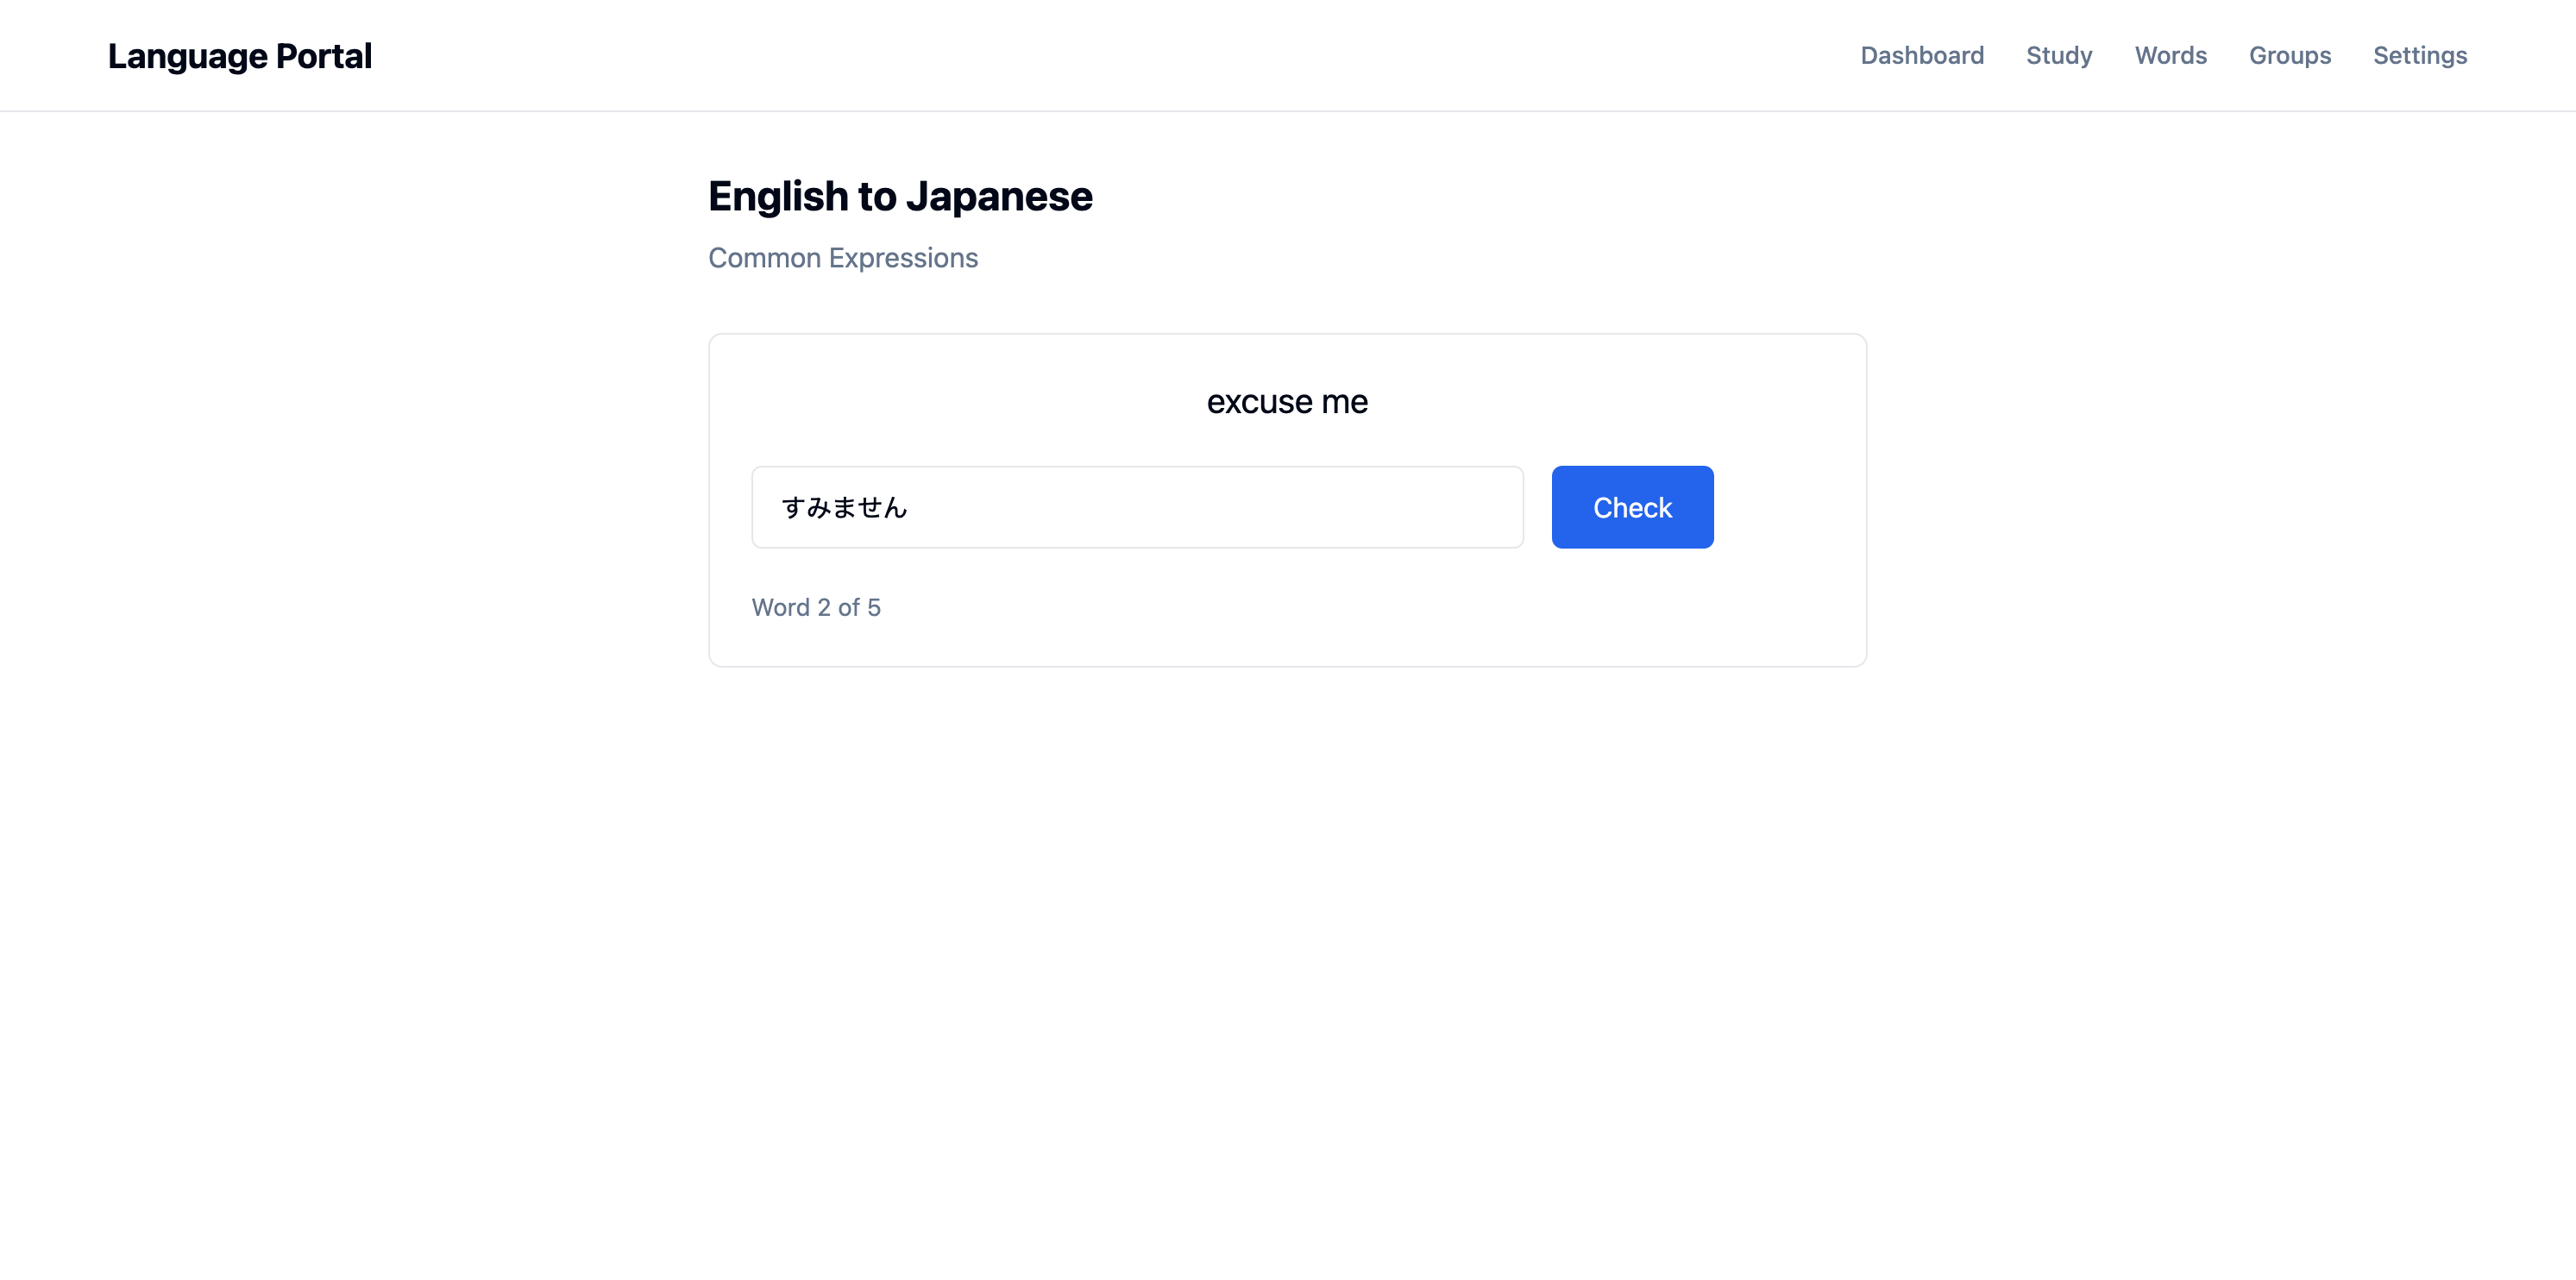 Language Portal
Dashboard Study Words Groups Settings
English to Japanese
Common Expressions
excuse me
すみません
Check
Word 2 of 5